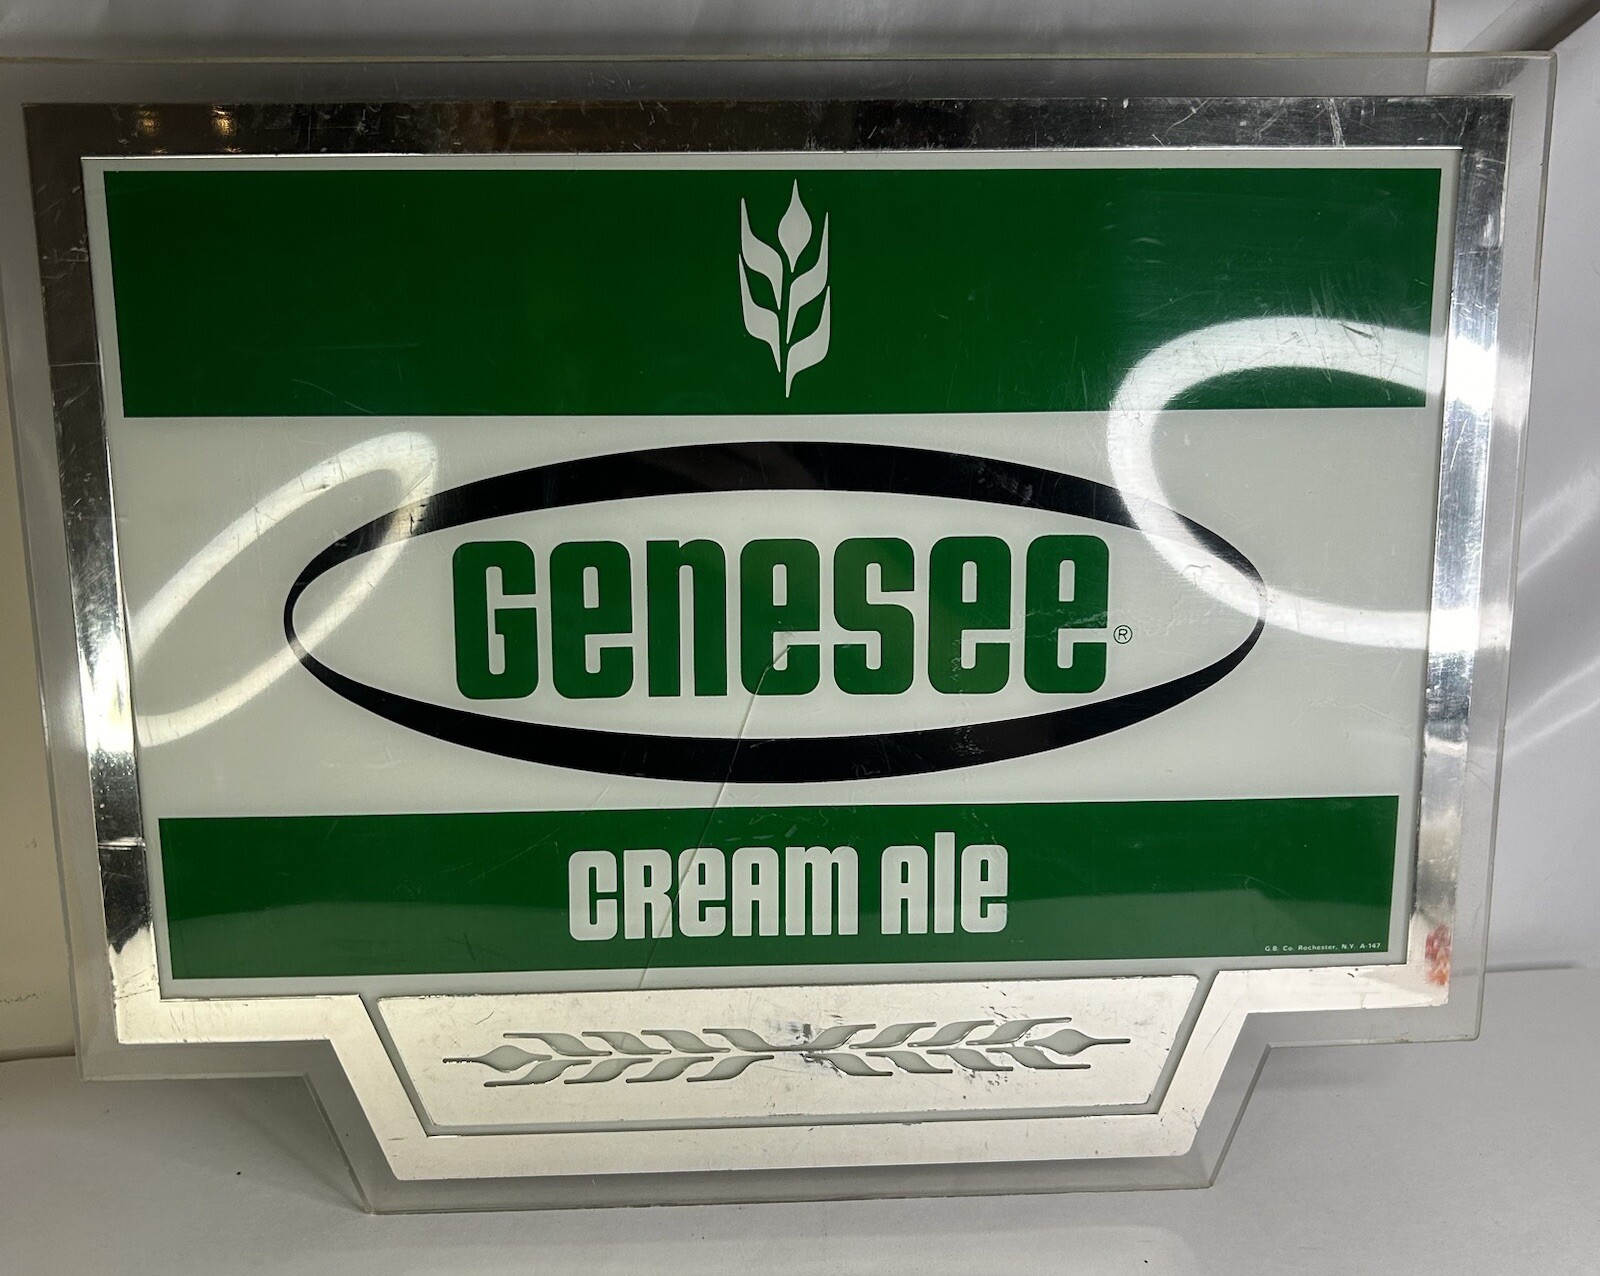 Genesee®
Cream Ale
G.B. Co. Rochester, N.Y. A-147